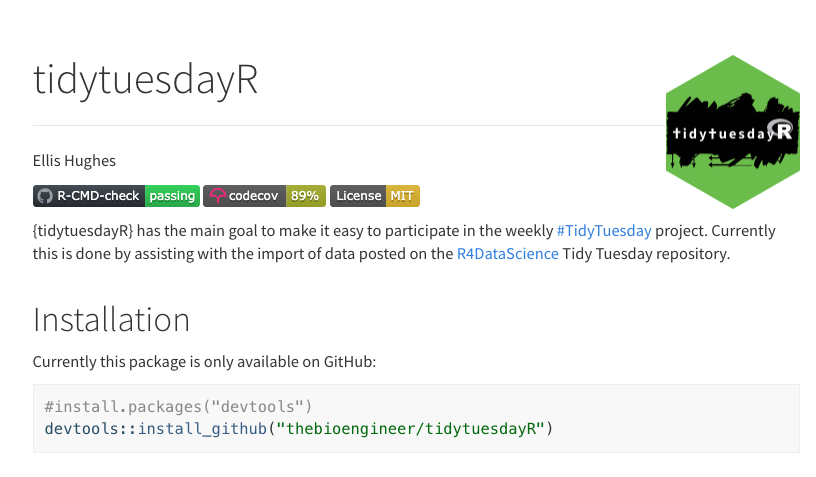 tidytuesdayR
tidytuesdayR
Ellis Hughes
R-CMD-check passing codecov 89% License MIT
{tidytuesdayR} has the main goal to make it easy to participate in the weekly #TidyTuesday project. Currently
this is done by assisting with the import of data posted on the R4DataScience Tidy Tuesday repository.
Installation
Currently this package is only available on GitHub:
#install.packages("devtools")
devtools::install_github("thebioengineer/tidytuesdayR")